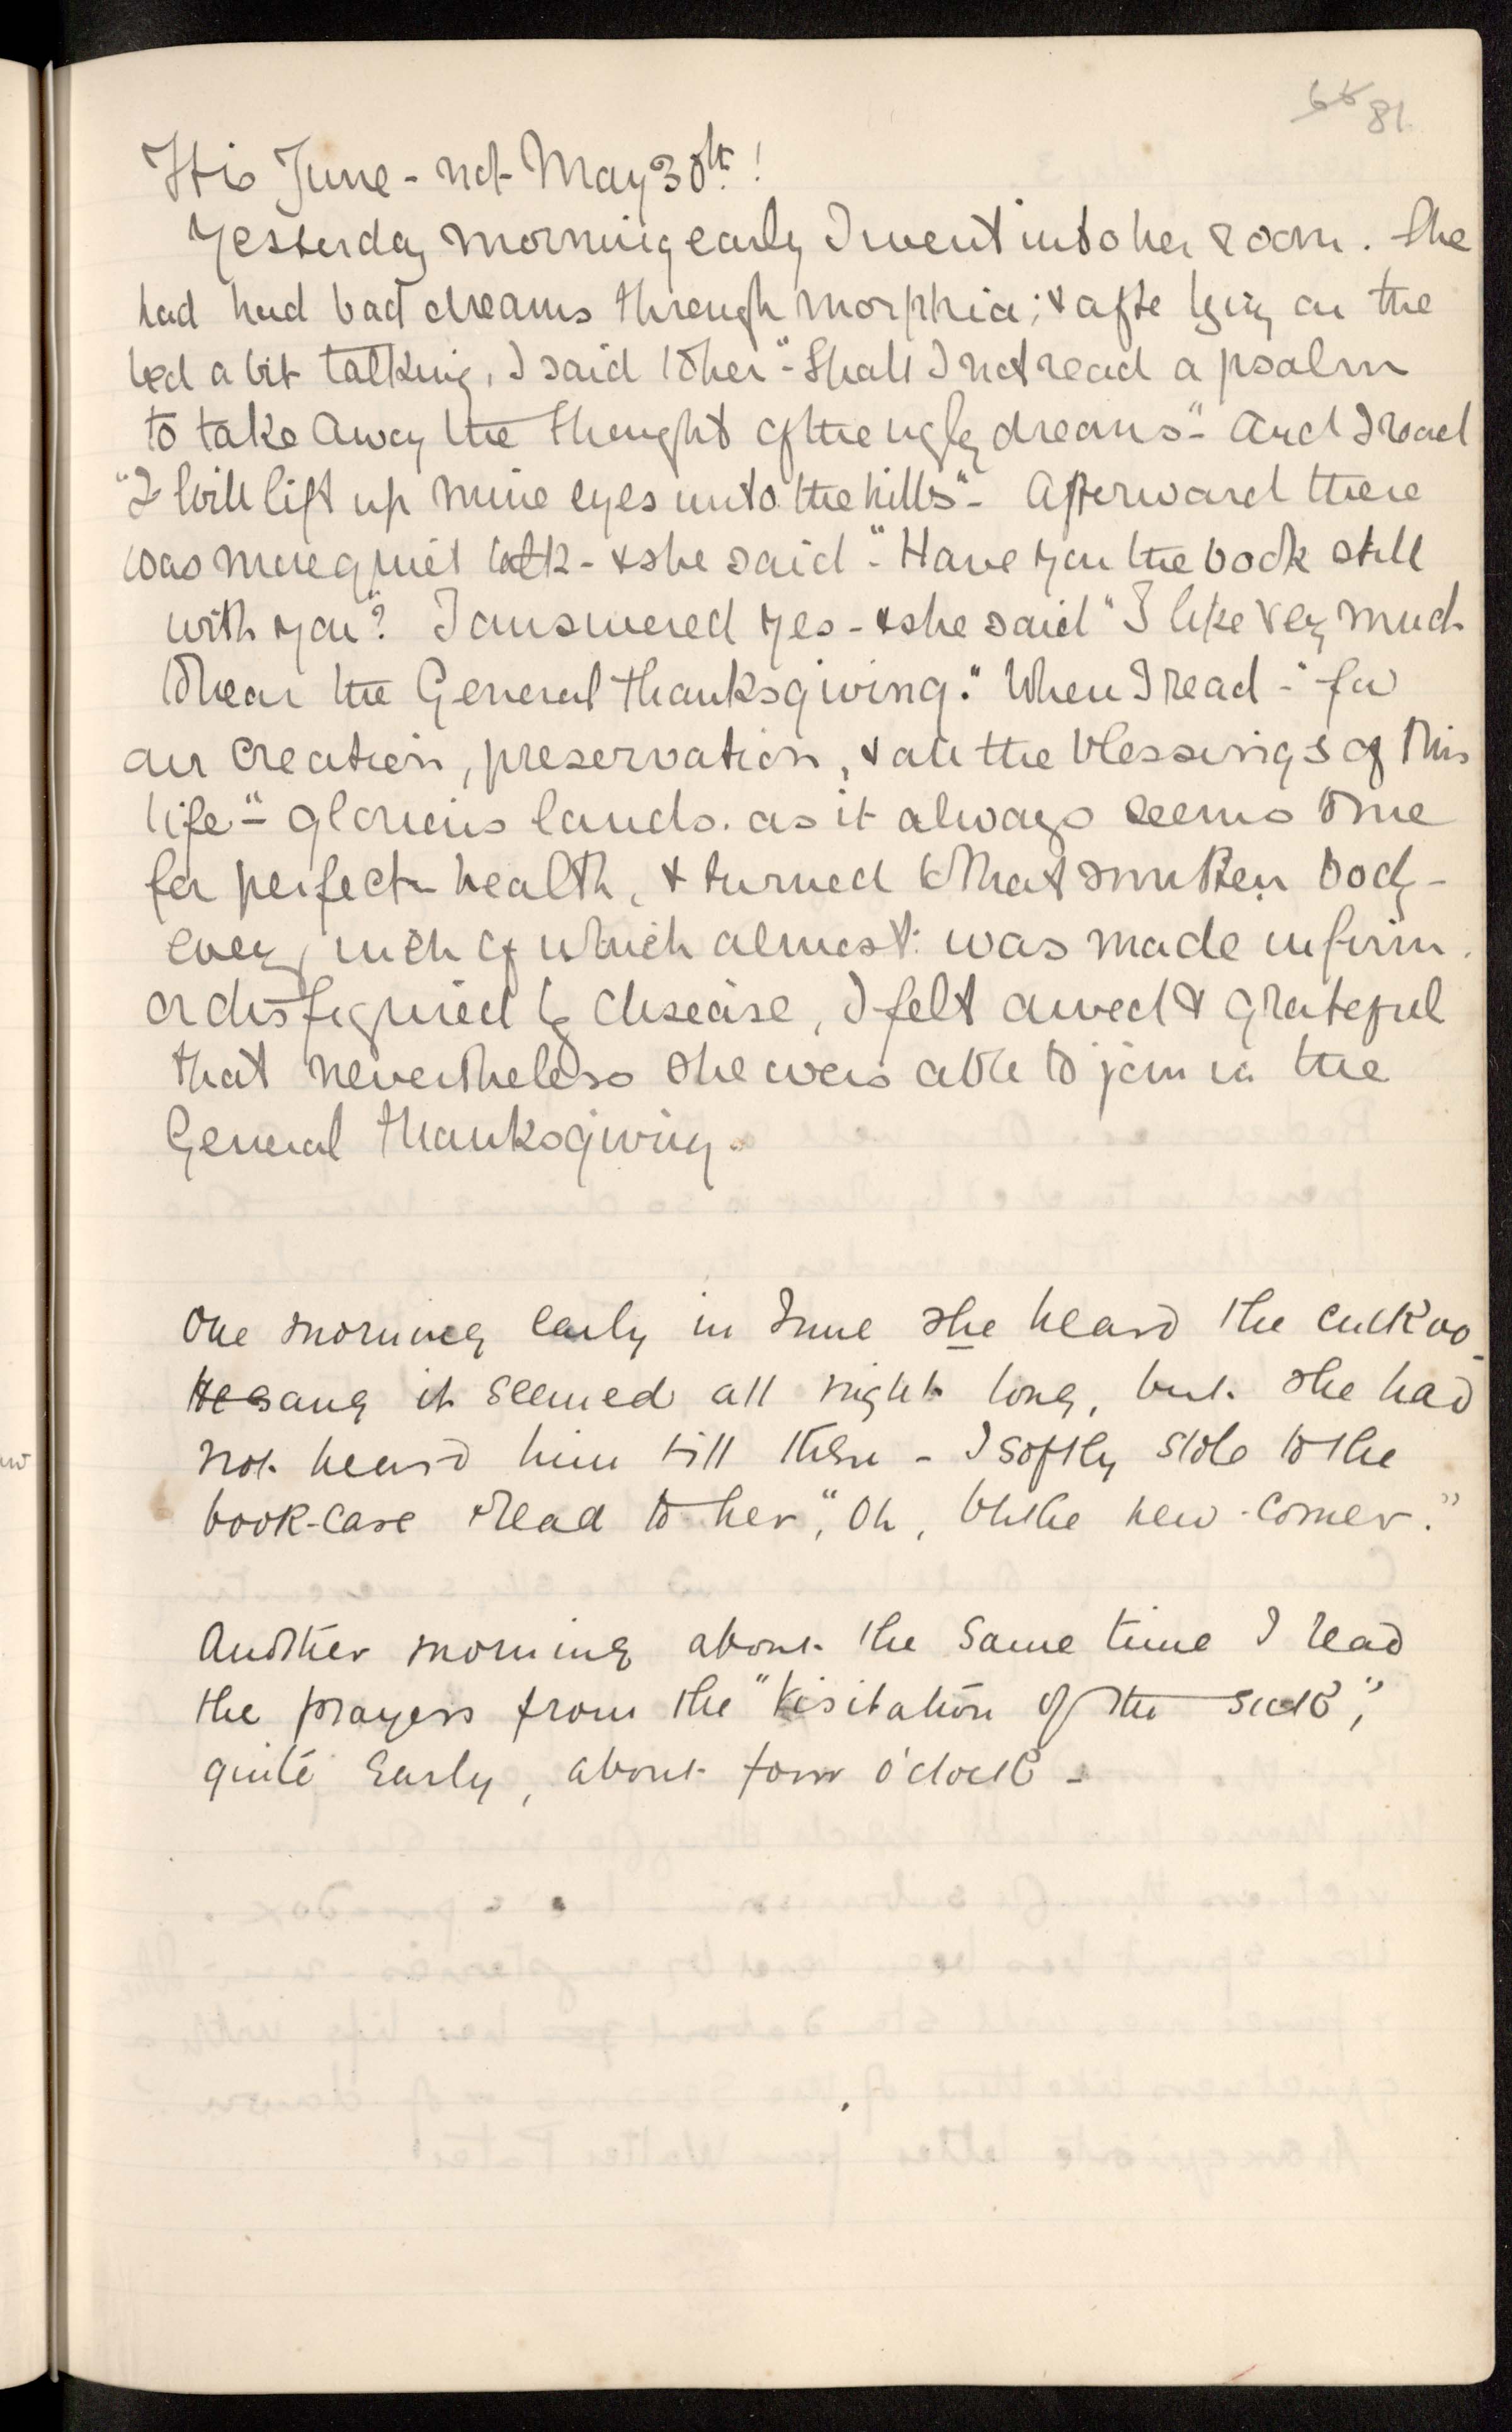 66 81
It is June - not May 30th!
Yesterday morning early I went into her room. She
had had bad dreams through morphia; & after lying on the
bed a bit talking, I said to her "Shall I not read a psalm
to take away the thought of the ugly dreams" - And I read
"I will lift up mine eyes unto the hills" - Afterward there
was more quiet talk - & she said "Have you the book still
with you"? I answered yes - & she said "I like very much
to hear the General thanksgiving." When I read - "for
our creation, preservation, & all the blessings of this
life" - glorious lauds. as it always seems to me
for perfect health, & turned to that smitten body -
every inch of which almost was made infirm
or disfigured by disease, I felt awed & grateful
that nevertheless she was able to join in the
General thanksgiving.
One morning early in June she heard the cuckoo -
He sang it seemed all night long, but she had
not heard him till then - I softly stole to the
book-case & read to her, "Oh, blithe new-comer."
Another morning about the same time I read
the prayers from the "Visitation of the sick,"
quite early, about four o'clock -